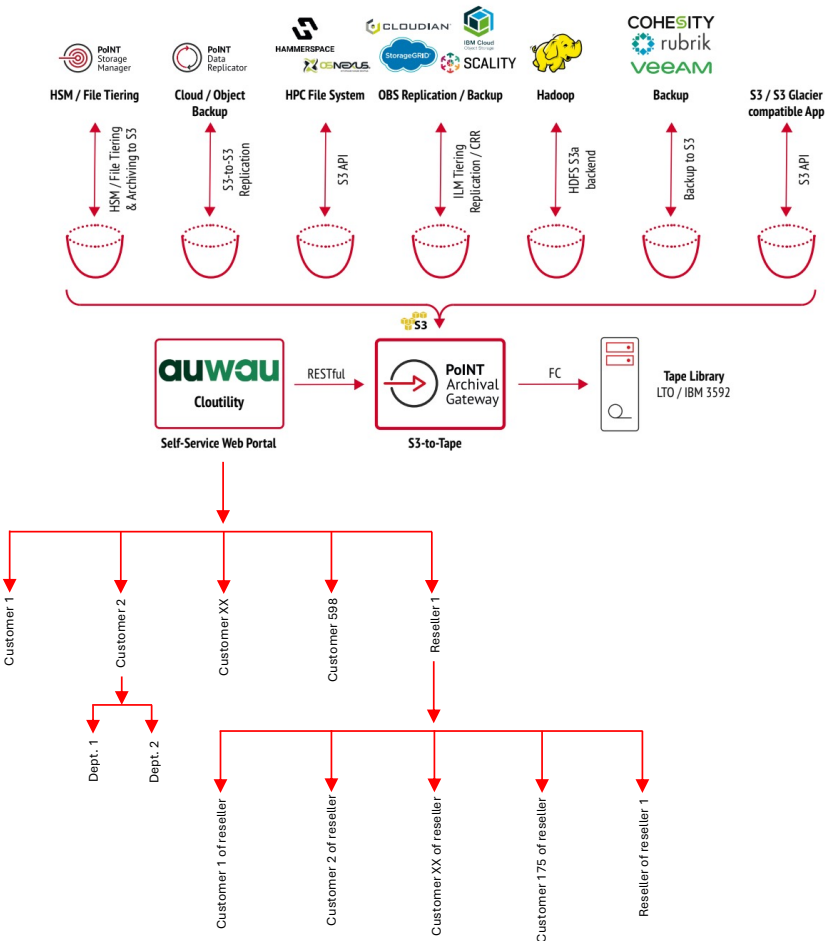 PoINT
Storage
Manager
PoINT
Data
Replicator
HAMMERSPACE
OSNEXUS
CLOUDIAN
StorageGRID
IBM Cloud
Object Storage
SCALITY
COHESITY
rubrik
veeAM
HSM / File Tiering
Cloud / Object
Backup
HPC File System
OBS Replication / Backup
Hadoop
Backup
S3 / S3 Glacier
compatible App
HSM / File Tiering
& Archiving to S3
S3-to-S3
Replication
S3 API
ILM Tiering
Replication / CRR
HDFS S3a
backend
Backup to S3
S3 API
S3
auwau
Cloutility
RESTful
PoINT
Archival
Gateway
FC
Tape Library
LTO / IBM 3592
Self-Service Web Portal
S3-to-Tape
Customer 1
Customer 2
Customer XX
Customer 598
Reseller 1
Dept. 1
Dept. 2
Customer 1 of reseller
Customer 2 of reseller
Customer XX of reseller
Customer 175 of reseller
Reseller of reseller 1